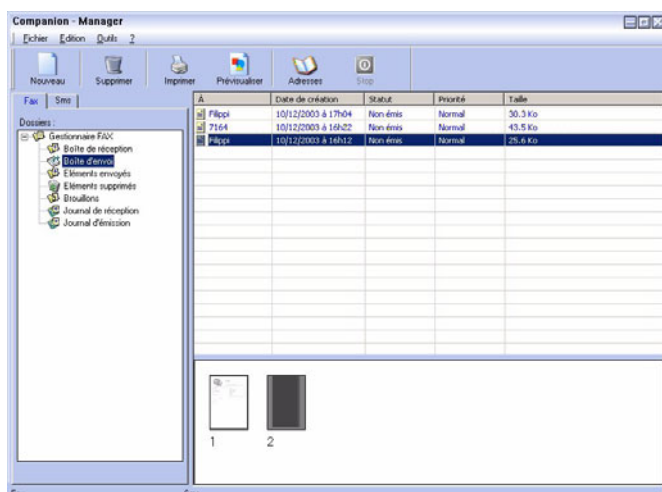 Companion - Manager
Fichier Edition Outils ?
Nouveau Supprimer Imprimer Prévisualiser Adresses Stop
Fax Sms
Dossiers :
Gestionnaire FAX
Boîte de réception
Boîte d'envoi
Eléments envoyés
Eléments supprimés
Brouillons
Journal de réception
Journal d'émission
À Date de création Statut Priorité Taille
Filippi 10/12/2003 à 17h04 Non émis Normal 30.3 Ko
7164 10/12/2003 à 16h22 Non émis Normal 43.5 Ko
Filippi 10/12/2003 à 16h12 Non émis Normal 25.6 Ko
1 2